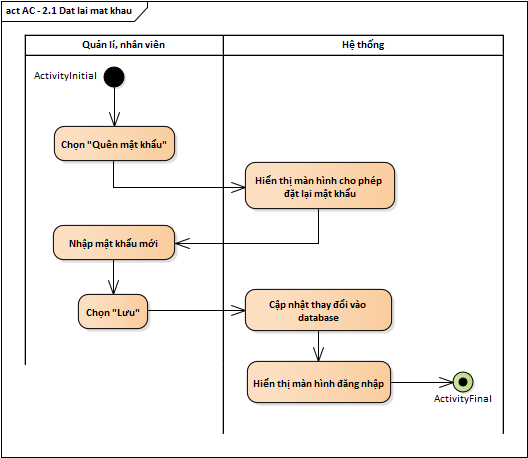 act AC - 2.1 Dat lai mat khau
Quản lí, nhân viên
Hệ thống
ActivityInitial
Chọn "Quên mật khẩu"
Hiển thị màn hình cho phép
đặt lại mật khẩu
Nhập mật khẩu mới
Chọn "Lưu"
Cập nhật thay đổi vào
database
Hiển thị màn hình đăng nhập
ActivityFinal